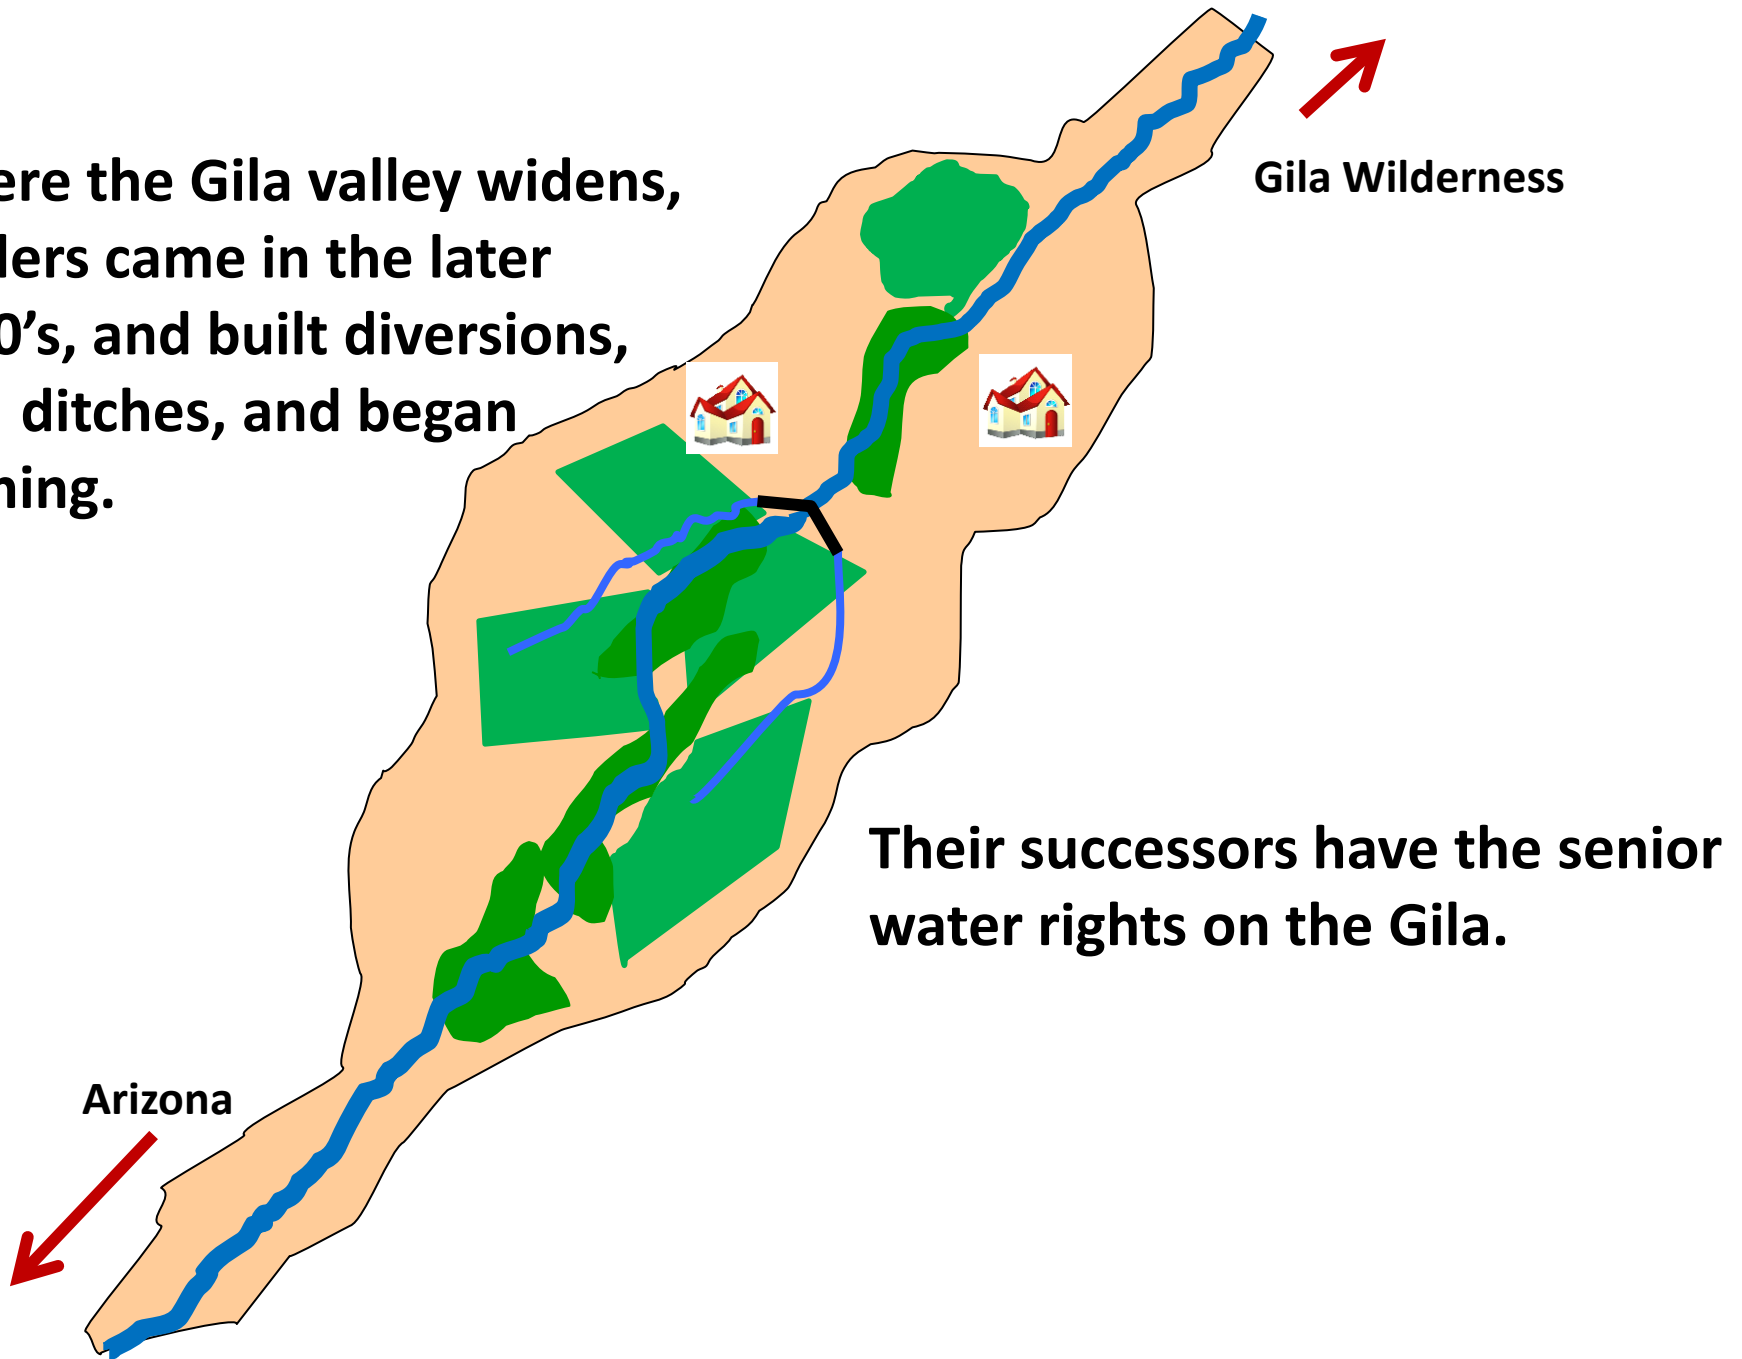 ere the Gila valley widens,
lers came in the later
0’s, and built diversions,
ditches, and began
ning.
Gila Wilderness
Their successors have the senior
water rights on the Gila.
Arizona